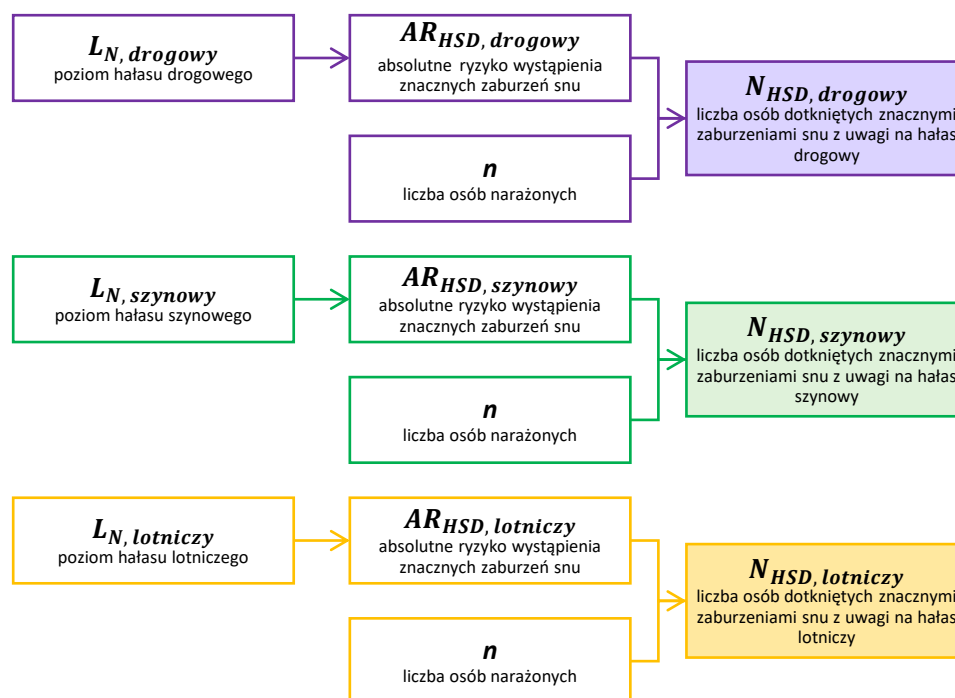 L_N, drogowy
poziom hałasu drogowego
AR_HSD, drogowy
absolutne ryzyko wystąpienia
znacznych zaburzeń snu
n
liczba osób narażonych
N_HSD, drogowy
liczba osób dotkniętych znacznymi
zaburzeniami snu z uwagi na hałas
drogowy
L_N, szynowy
poziom hałasu szynowego
AR_HSD, szynowy
absolutne ryzyko wystąpienia
znacznych zaburzeń snu
n
liczba osób narażonych
N_HSD, szynowy
liczba osób dotkniętych znacznymi
zaburzeniami snu z uwagi na hałas
szynowy
L_N, lotniczy
poziom hałasu lotniczego
AR_HSD, lotniczy
absolutne ryzyko wystąpienia
znacznych zaburzeń snu
n
liczba osób narażonych
N_HSD, lotniczy
liczba osób dotkniętych znacznymi
zaburzeniami snu z uwagi na hałas
lotniczy